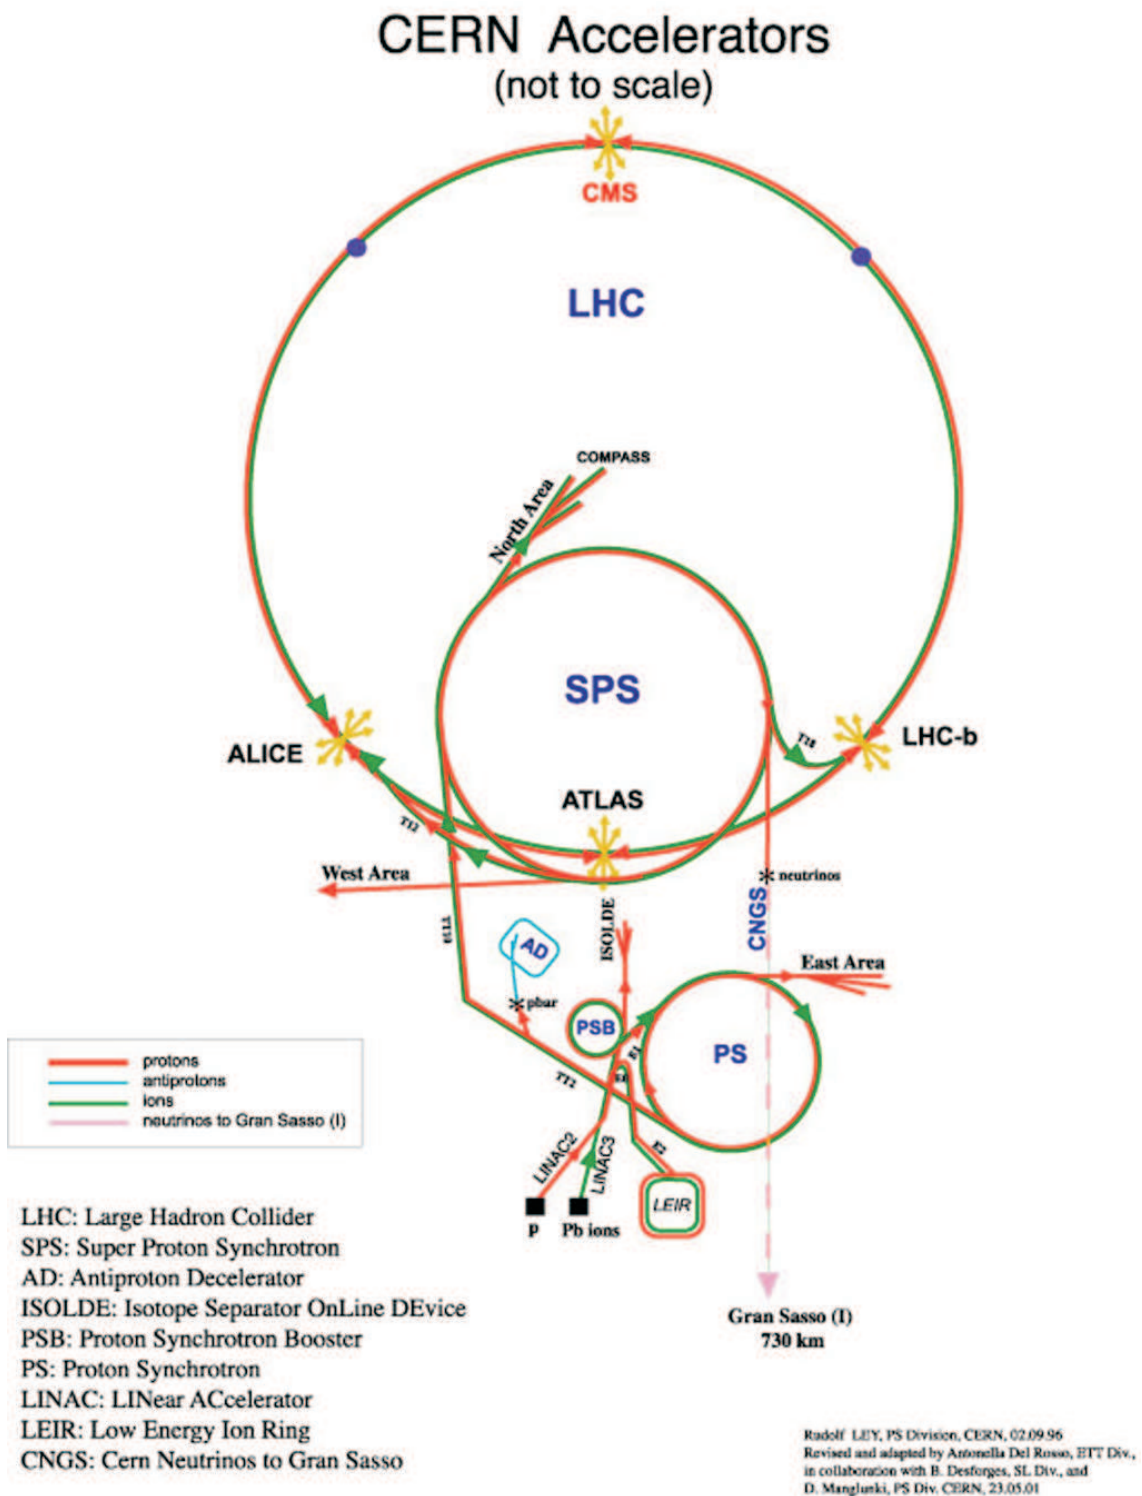 CERN Accelerators
(not to scale)
CMS
LHC
COMPASS
North Area
SPS
T18
ALICE
LHC-b
ATLAS
T12
West Area
neutrinos
CNGS
ISOLDE
TT10
AD
East Area
pbar
PSB
PS
E1
TT2
E0
protons
antiprotons
ions
neutrinos to Gran Sasso (I)
LINAC2
LINAC3
E2
LEIR
p
Pb ions
LHC: Large Hadron Collider
SPS: Super Proton Synchrotron
AD: Antiproton Decelerator
ISOLDE: Isotope Separator OnLine DEvice
PSB: Proton Synchrotron Booster
PS: Proton Synchrotron
LINAC: LINear ACcelerator
LEIR: Low Energy Ion Ring
CNGS: Cern Neutrinos to Gran Sasso
Gran Sasso (I)
730 km
Rudolf LEY, PS Division, CERN, 02.09.96
Revised and adapted by Antonella Del Rosso, ETT Div.,
in collaboration with B. Desforges, SL Div., and
D. Manglunki, PS Div. CERN, 23.05.01